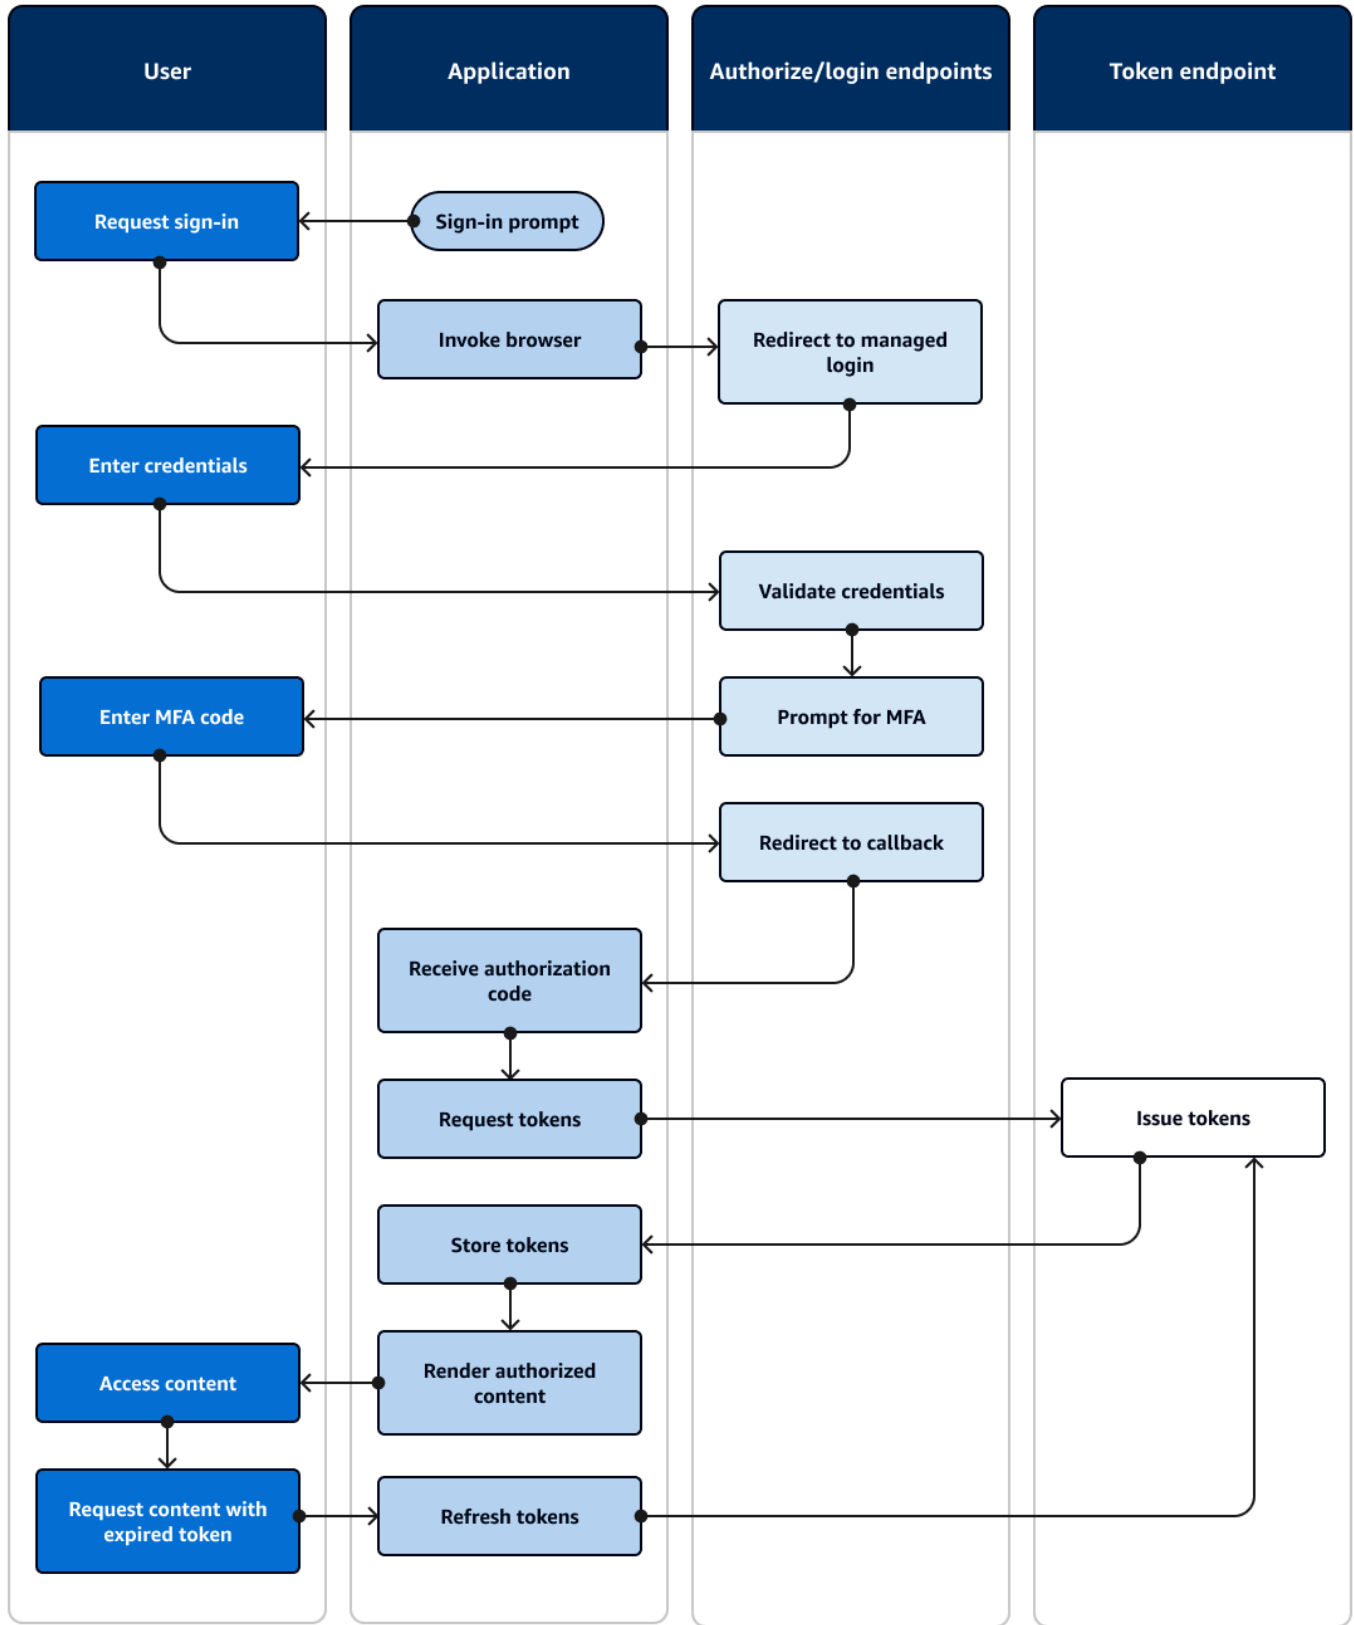 User
Application
Authorize/login endpoints
Token endpoint
Request sign-in
Sign-in prompt
Invoke browser
Redirect to managed
login
Enter credentials
Validate credentials
Enter MFA code
Prompt for MFA
Redirect to callback
Receive authorization
code
Request tokens
Issue tokens
Store tokens
Render authorized
content
Access content
Request content with
expired token
Refresh tokens